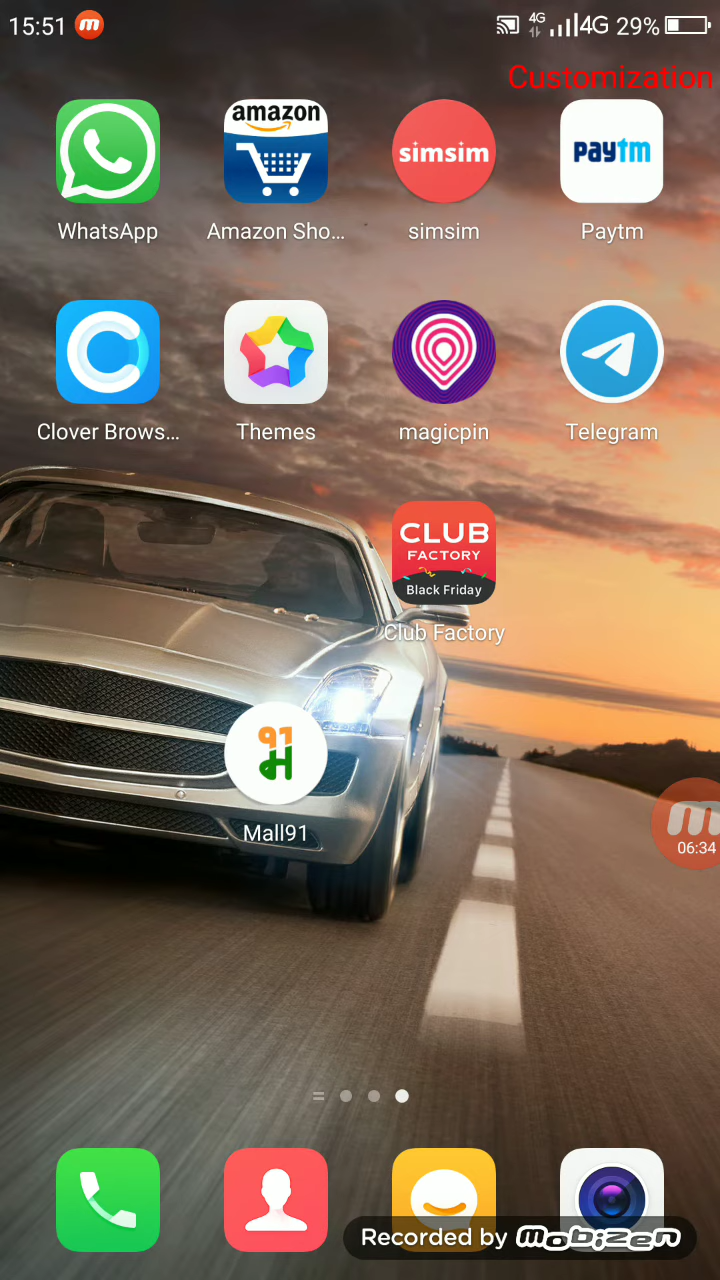 15:51 m 4G 4G 29%
Customization
amazon
simsim
paytm
WhatsApp Amazon Sho... simsim Paytm
Clover Brows... Themes magicpin Telegram
CLUB
FACTORY
Black Friday
Club Factory
९१
म
Mall91
m
06:34
Recorded by mobizen